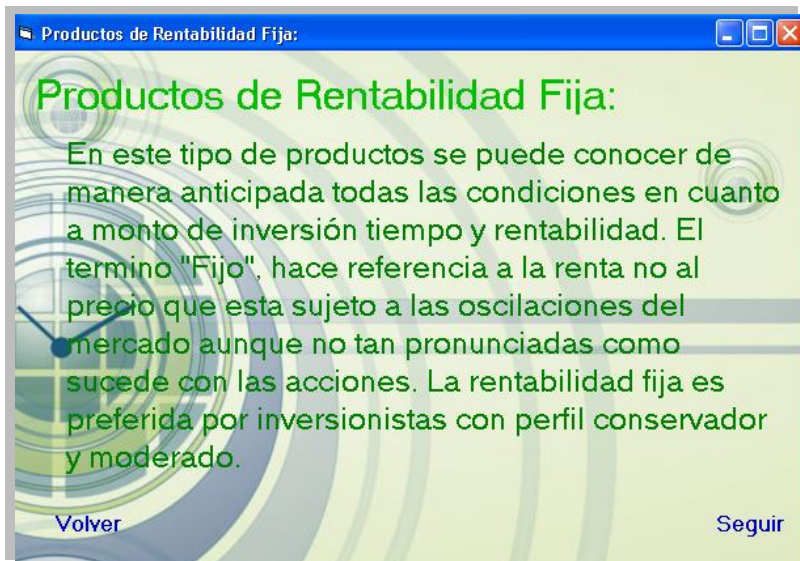 Productos de Rentabilidad Fija:
Productos de Rentabilidad Fija:
En este tipo de productos se puede conocer de
manera anticipada todas las condiciones en cuanto
a monto de inversión tiempo y rentabilidad. El
termino "Fijo", hace referencia a la renta no al
precio que esta sujeto a las oscilaciones del
mercado aunque no tan pronunciadas como
sucede con las acciones. La rentabilidad fija es
preferida por inversionistas con perfil conservador
y moderado.
Volver
Seguir